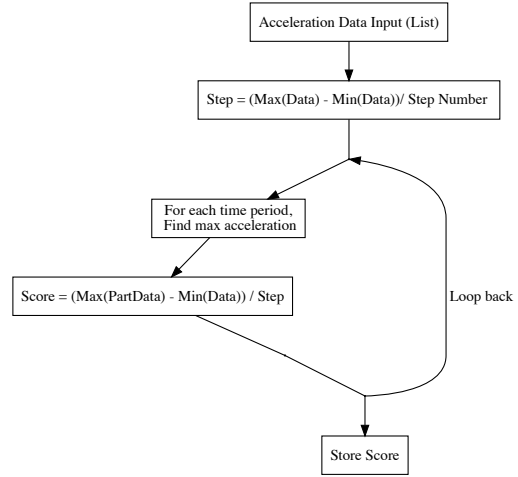 Acceleration Data Input (List)
Step = (Max(Data) - Min(Data))/ Step Number
For each time period,
Find max acceleration
Score = (Max(PartData) - Min(Data)) / Step
Loop back
Store Score